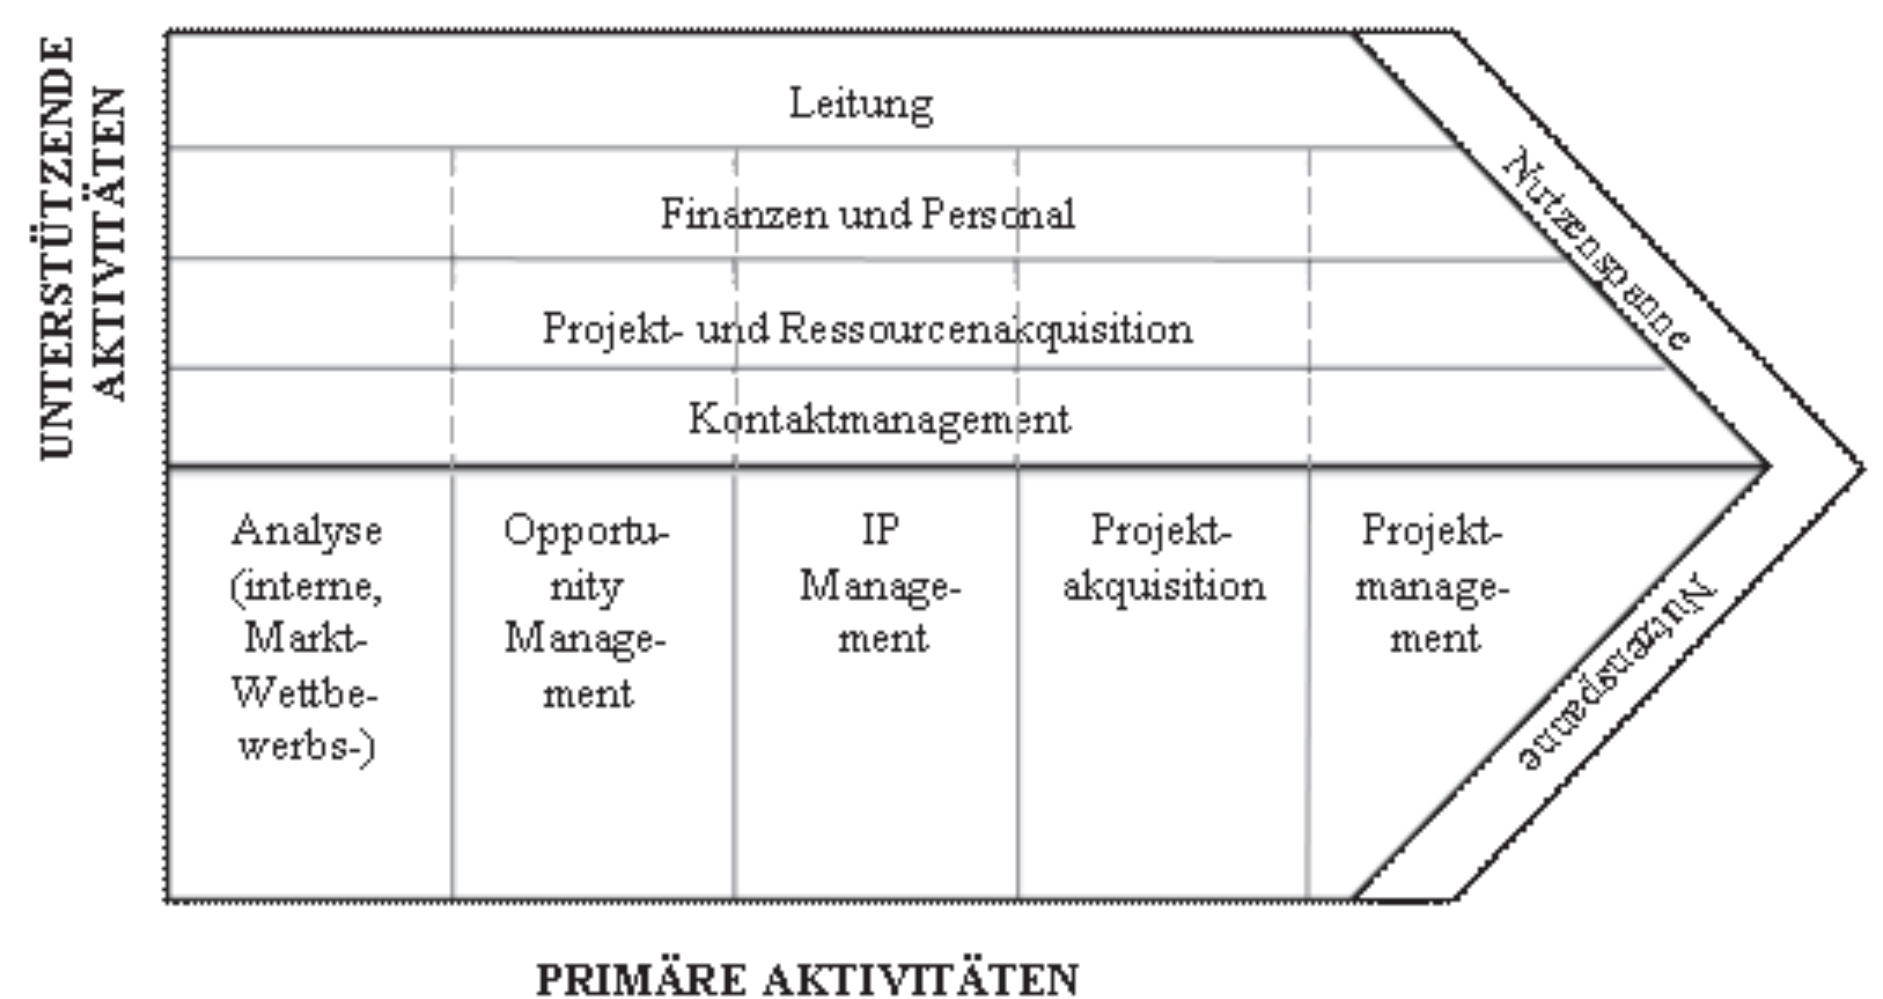 UNTERSTÜTZENDE
AKTIVITÄTEN
Leitung
Finanzen und Personal
Projekt- und Ressourcenakquisition
Kontaktmanagement
Nutzenspanne
Analyse
(interne,
Markt-
Wettbe-
werbs-)
Opportu-
nity
Manage-
ment
IP
Manage-
ment
Projekt-
akquisition
Projekt-
manage-
ment
Nutzenspanne
PRIMÄRE AKTIVITÄTEN